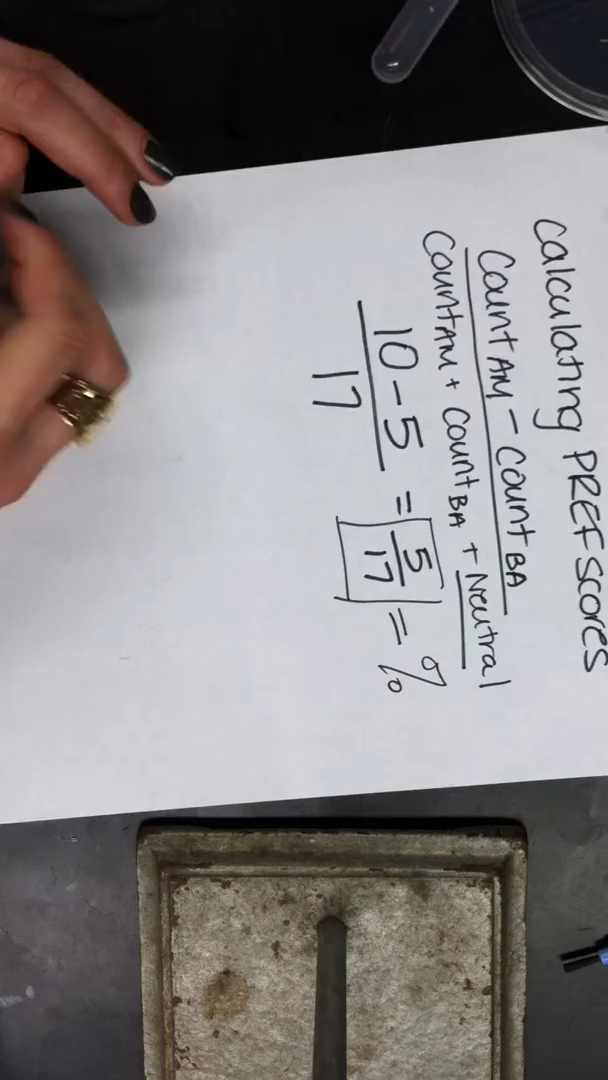 Calculating PREF scores
Count AM - Count BA
Count AM + Count BA + Neutral
10 - 5 = 5 = %
17 17